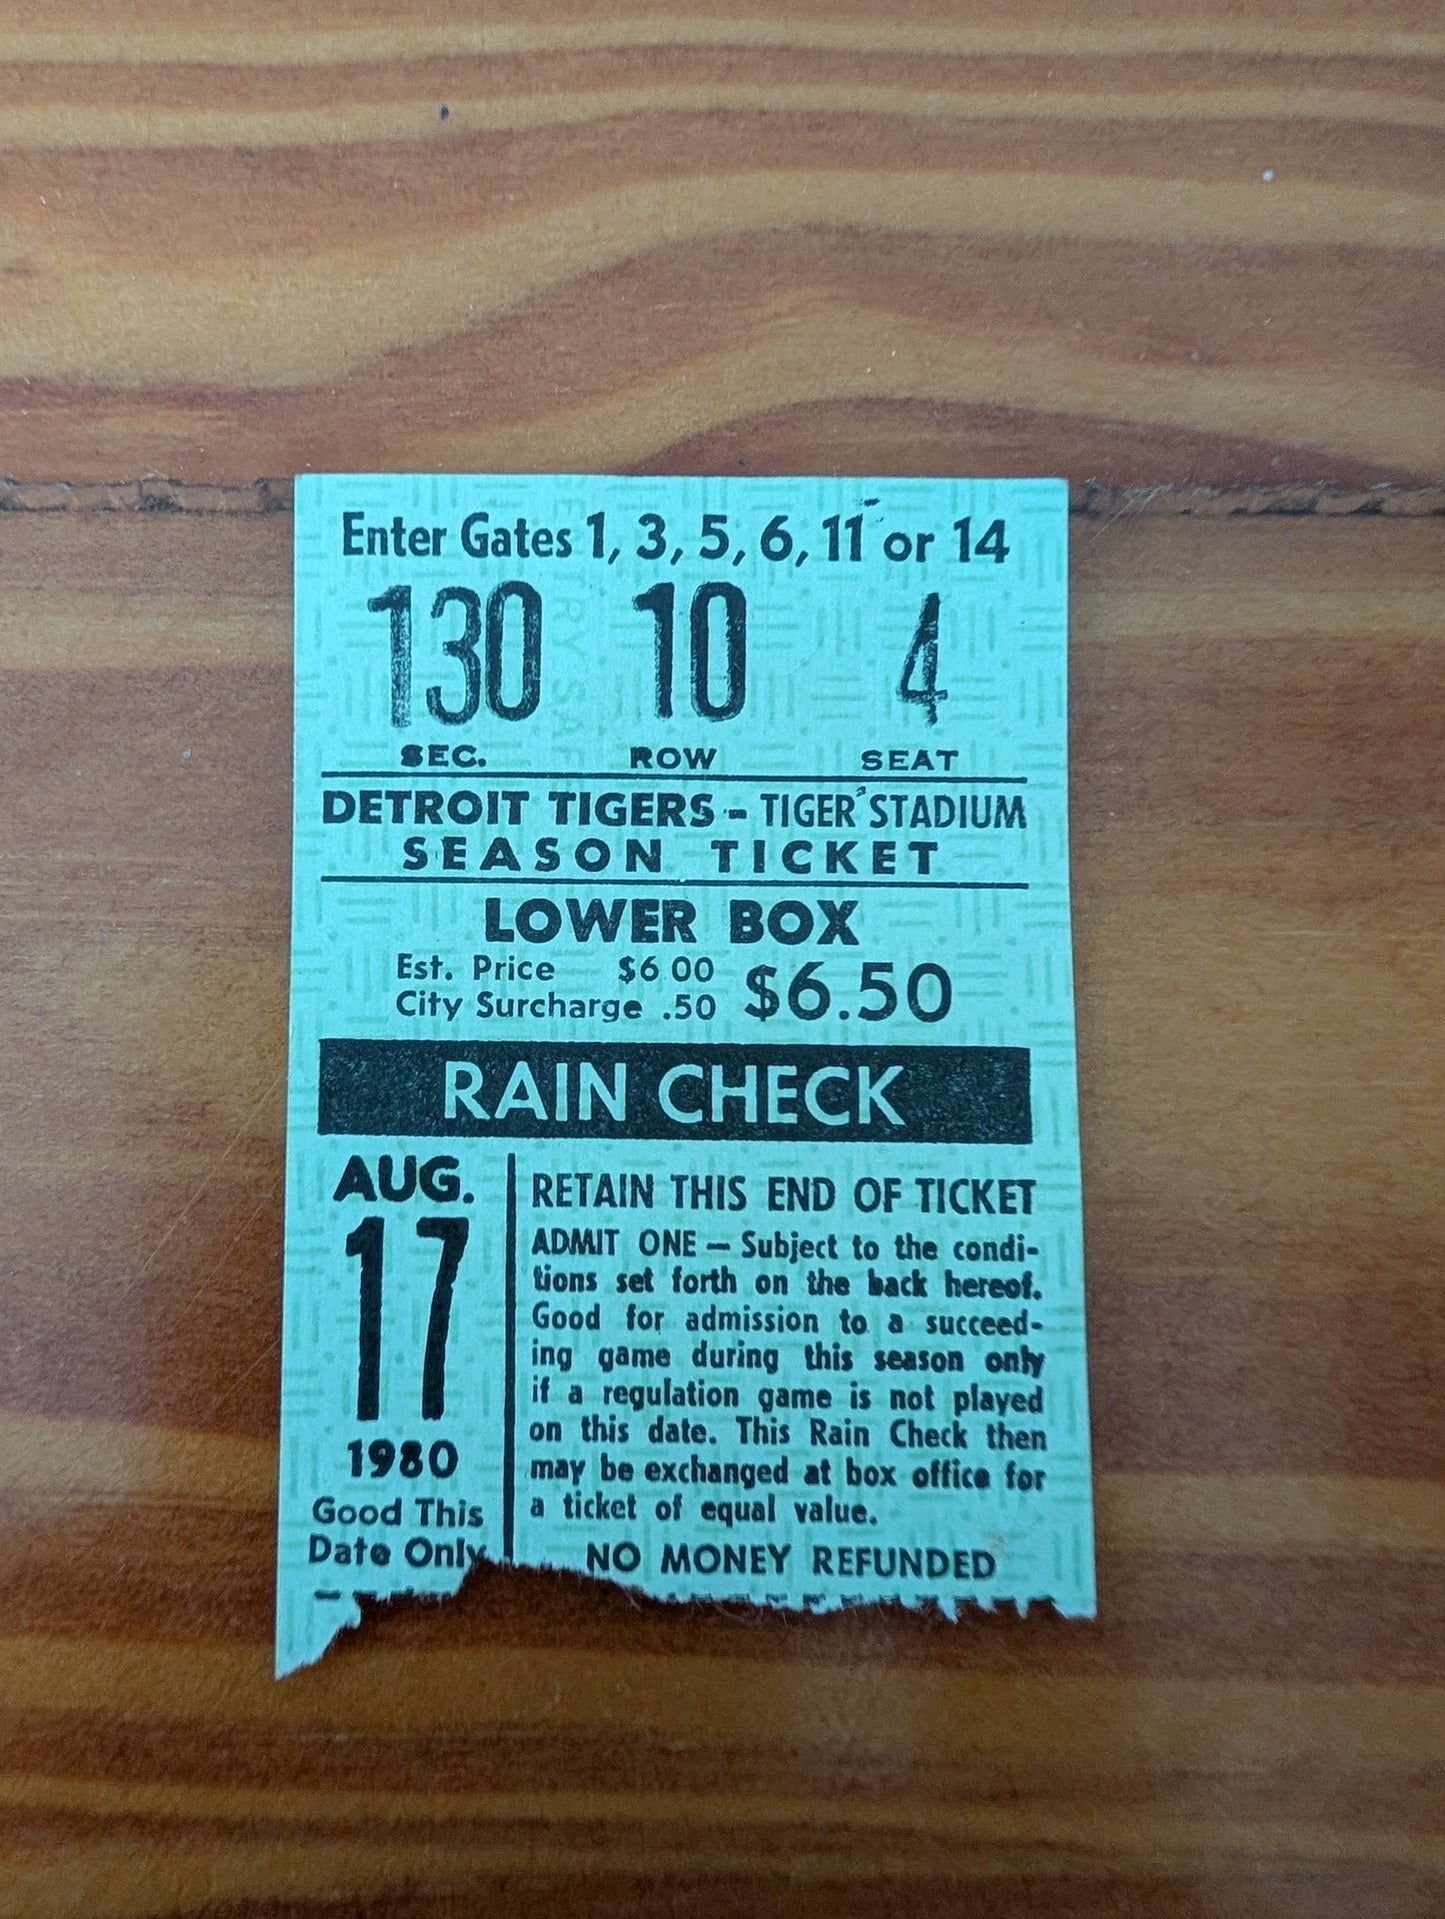 Enter Gates 1, 3, 5, 6, 11 or 14
130 10 4
SEC. ROW SEAT
DETROIT TIGERS - TIGER STADIUM
SEASON TICKET
LOWER BOX
Est. Price $6 00
City Surcharge .50
$6.50
RAIN CHECK
AUG.
17
1980
Good This
Date Only
RETAIN THIS END OF TICKET
ADMIT ONE — Subject to the condi-
tions set forth on the back hereof.
Good for admission to a succeed-
ing game during this season only
if a regulation game is not played
on this date. This Rain Check then
may be exchanged at box office for
a ticket of equal value.
NO MONEY REFUNDED